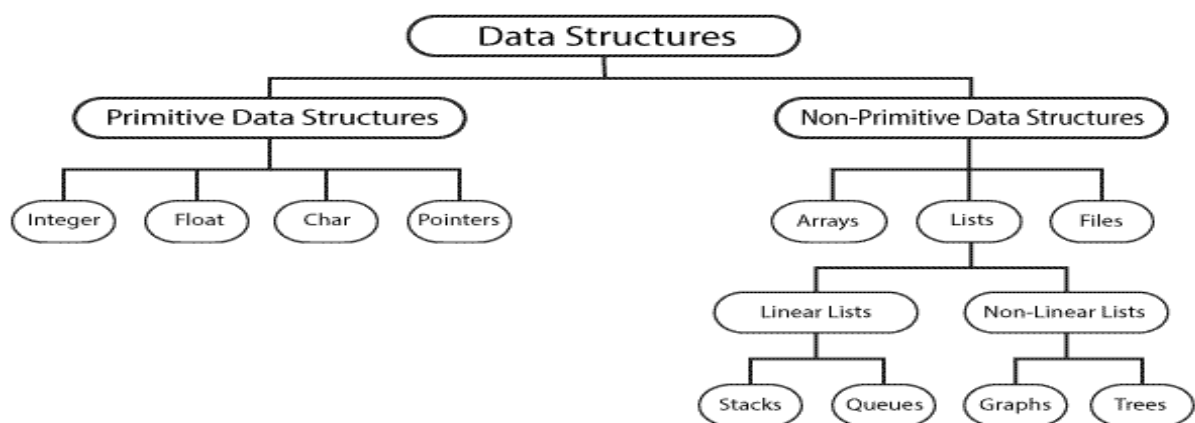 Data Structures
Primitive Data Structures
Non-Primitive Data Structures
Integer
Float
Char
Pointers
Arrays
Lists
Files
Linear Lists
Non-Linear Lists
Stacks
Queues
Graphs
Trees